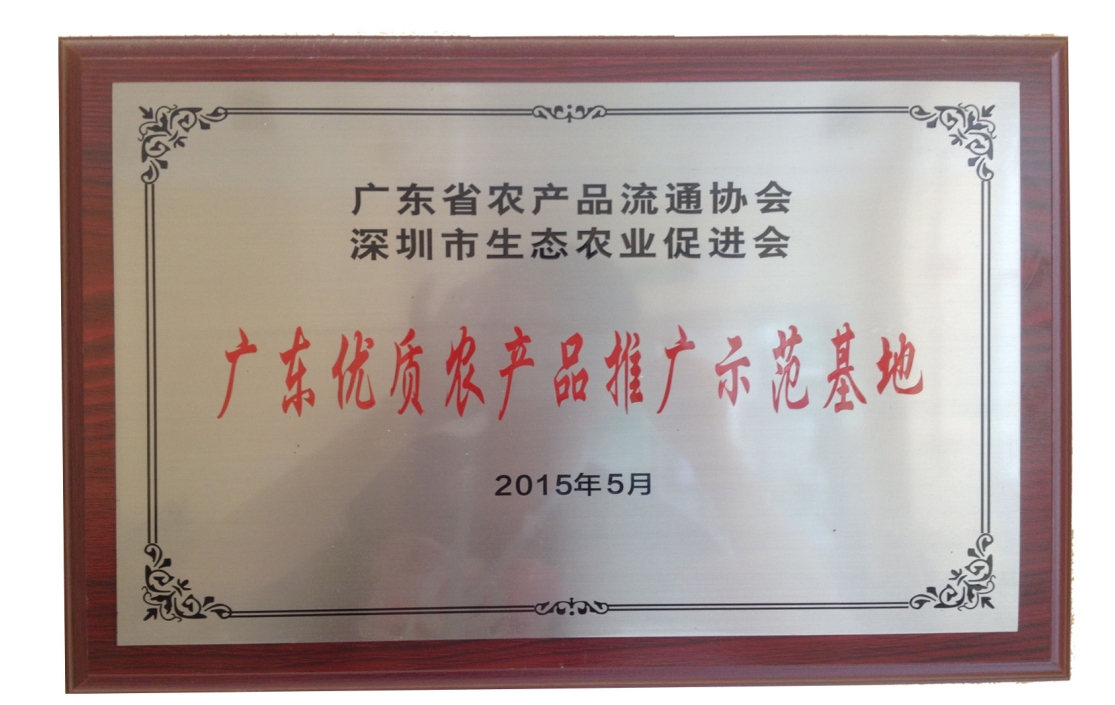 广东省农产品流通协会
深圳市生态农业促进会
广东优质农产品推广示范基地
2015年5月